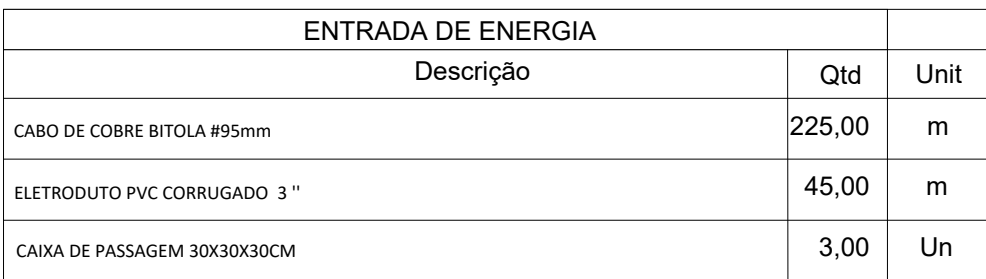 ENTRADA DE ENERGIA
Descrição Qtd Unit
CABO DE COBRE BITOLA #95mm 225,00 m
ELETRODUTO PVC CORRUGADO 3 '' 45,00 m
CAIXA DE PASSAGEM 30X30X30CM 3,00 Un